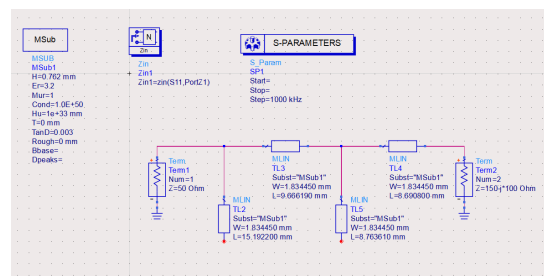 MSub
MSUB
MSub1
H=0.762 mm
Er=3.2
Mur=1
Cond=1.0E+50
Hu=1e+33 mm
T=0 mm
TanD=0.003
Rough=0 mm
Bbase=
Dpeaks=
N
Zin
Zin
Zin1
Zin1=zin(S11,PortZ1)
S-PARAMETERS
S_Param
SP1
Start=
Stop=
Step=1000 kHz
Term
Term1
Num=1
Z=50 Ohm
MLIN
TL2
Subst="MSub1"
W=1.834450 mm
L=15.192200 mm
MLIN
TL3
Subst="MSub1"
W=1.834450 mm
L=9.666190 mm
MLIN
TL5
Subst="MSub1"
W=1.834450 mm
L=8.763610 mm
MLIN
TL4
Subst="MSub1"
W=1.834450 mm
L=8.690800 mm
Term
Term2
Num=2
Z=150-j*100 Ohm